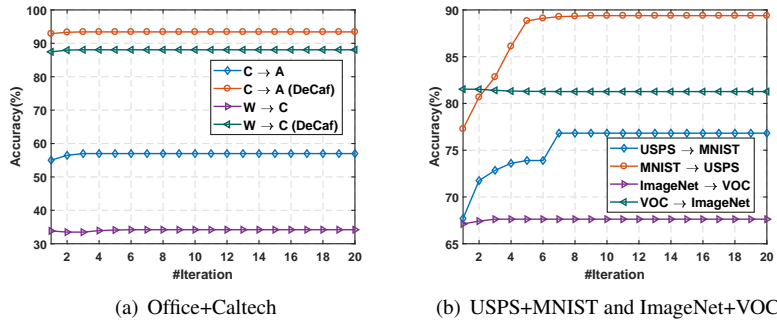 100
90
80
70
60
50
40
30
Accuracy(%)
C → A
C → A (DeCaf)
W → C
W → C (DeCaf)
2 4 6 8 10 12 14 16 18 20
#Iteration
(a) Office+Caltech
90
85
80
75
70
65
Accuracy(%)
USPS → MNIST
MNIST → USPS
ImageNet → VOC
VOC → ImageNet
2 4 6 8 10 12 14 16 18 20
#Iteration
(b) USPS+MNIST and ImageNet+VOC